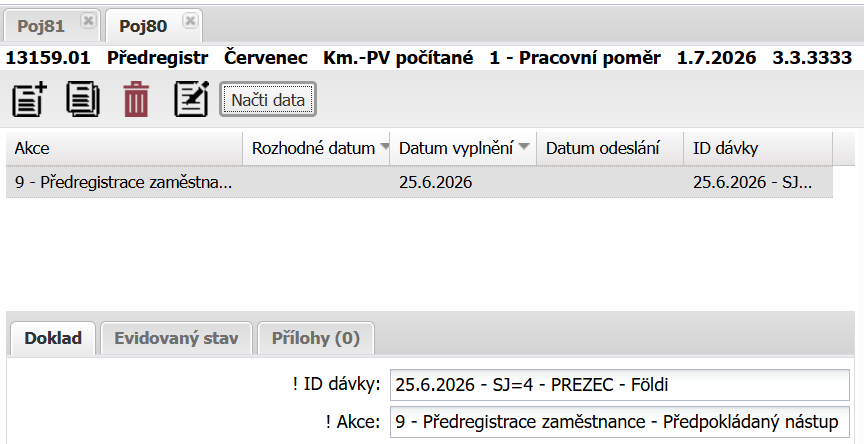 Poj81 Poj80
13159.01 Předregistr Červenec Km.-PV počítané 1 - Pracovní poměr 1.7.2026 3.3.3333
Načti data
Akce Rozhodné datum Datum vyplnění Datum odeslání ID dávky
9 - Předregistrace zaměstna... 25.6.2026 25.6.2026 - SJ...
Doklad Evidovaný stav Přílohy (0)
! ID dávky: 25.6.2026 - SJ=4 - PREZEC - Földi
! Akce: 9 - Předregistrace zaměstnance - Předpokládaný nástup